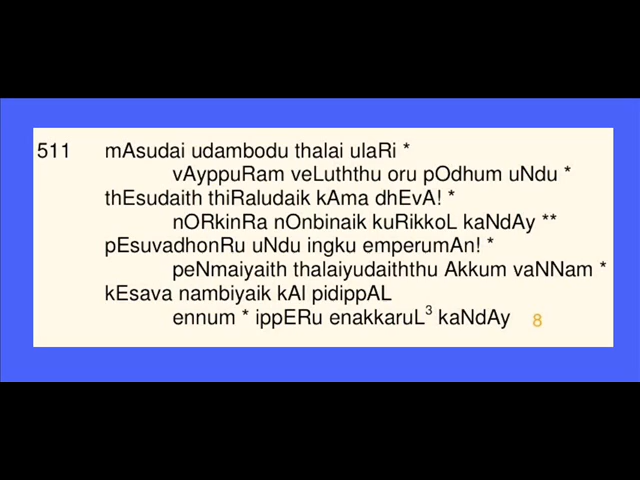 511 mAsudai udambodu thalai ulaRi *
vAyppuRam veLuththu oru pOdhum uNdu *
thEsudaith thiRaludaik kAma dhEvA! *
nORkinRa nOnbinaik kuRikkoL kaNdAy **
pEsuvadhonRu uNdu ingku emperumAn! *
peNmaiyaith thalaiyudaiththu Akkum vaNNam *
kEsava nambiyaik kAl pidippAL
ennum * ippERu enakkaruL³ kaNdAy 8